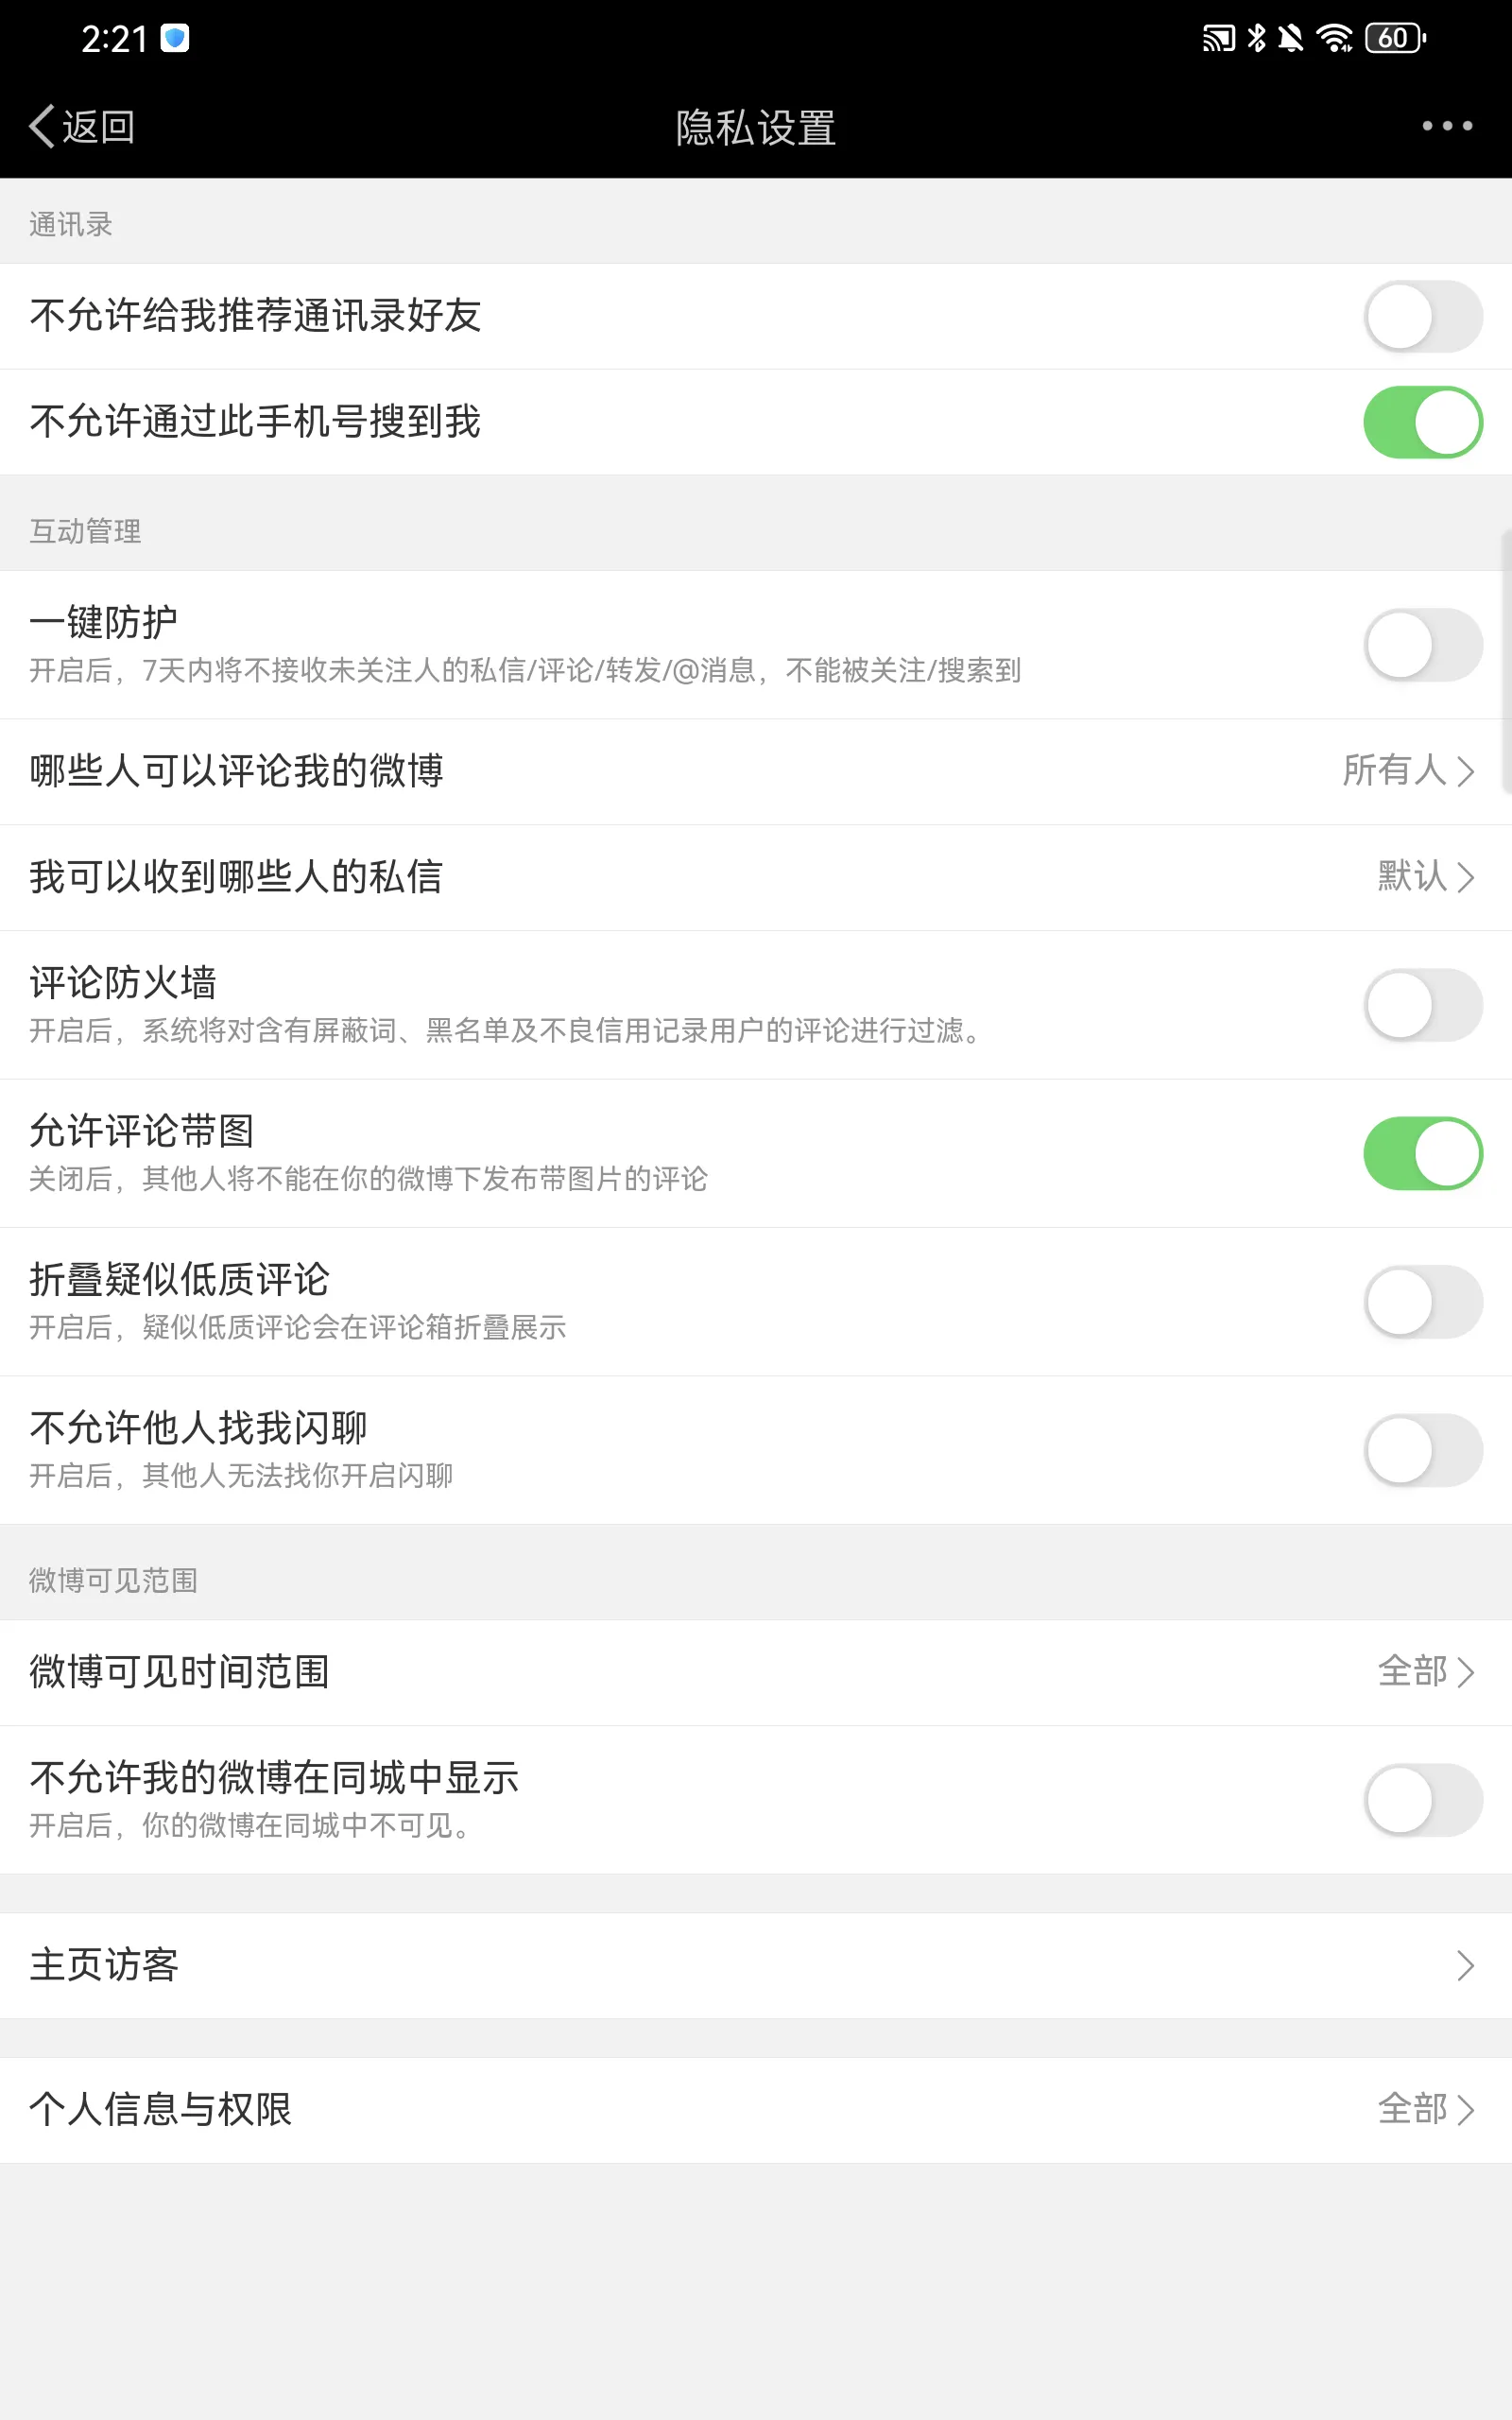 2:21
60
返回
隐私设置
通讯录
不允许给我推荐通讯录好友
不允许通过此手机号搜到我
互动管理
一键防护
开启后，7天内将不接收未关注人的私信/评论/转发/@消息，不能被关注/搜索到
哪些人可以评论我的微博
所有人
我可以收到哪些人的私信
默认
评论防火墙
开启后，系统将对含有屏蔽词、黑名单及不良信用记录用户的评论进行过滤。
允许评论带图
关闭后，其他人将不能在你的微博下发布带图片的评论
折叠疑似低质评论
开启后，疑似低质评论会在评论箱折叠展示
不允许他人找我闪聊
开启后，其他人无法找你开启闪聊
微博可见范围
微博可见时间范围
全部
不允许我的微博在同城中显示
开启后，你的微博在同城中不可见。
主页访客
个人信息与权限
全部